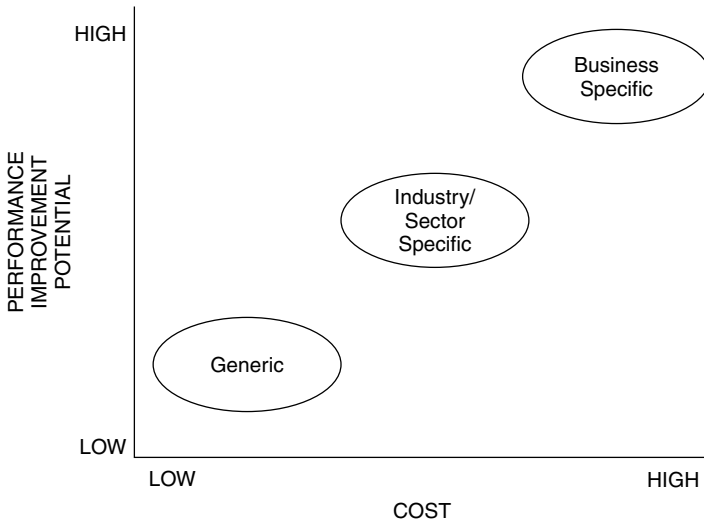 HIGH
Business
Specific
PERFORMANCE
IMPROVEMENT
POTENTIAL
Industry/
Sector
Specific
Generic
LOW
LOW
HIGH
COST